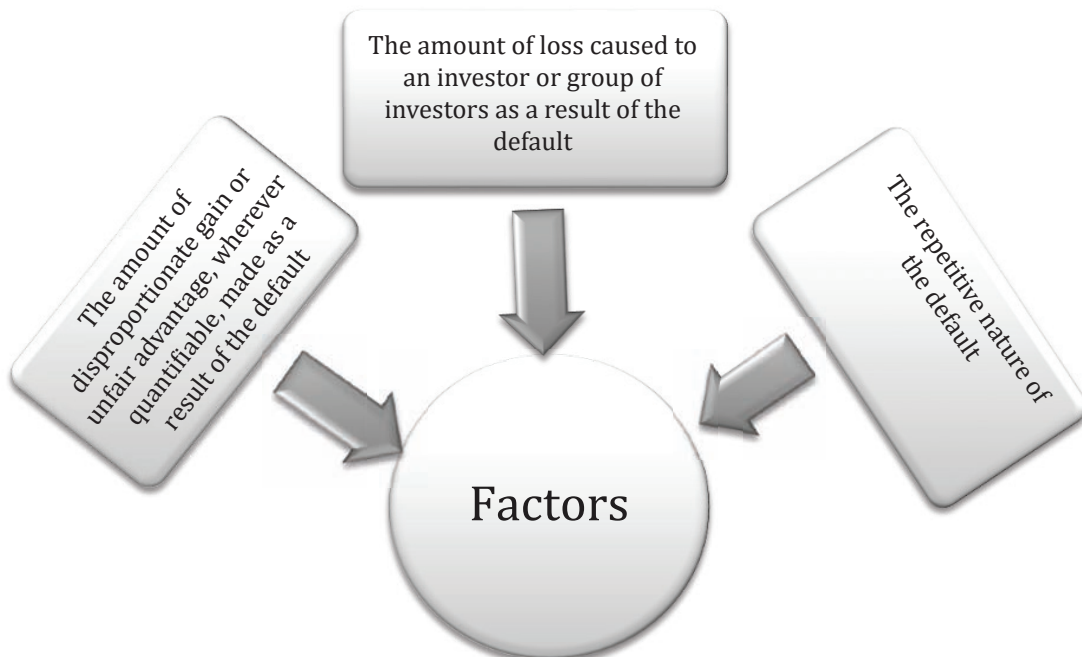 The amount of loss caused to
an investor or group of
investors as a result of the
default
The amount of
disproportionate gain or
unfair advantage, wherever
quantifiable, made as a
result of the default
The repetitive nature of
the default
Factors